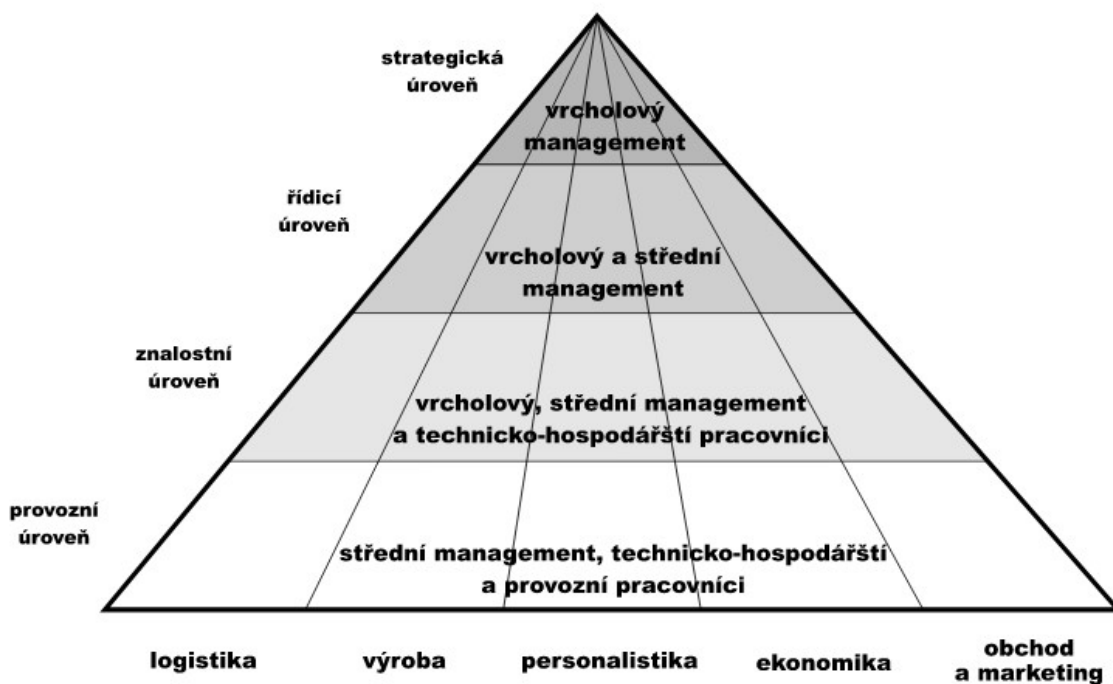 strategická
úroveň
vrcholový
management
řídicí
úroveň
vrcholový a střední
management
znalostní
úroveň
vrcholový, střední management
a technicko-hospodářští pracovníci
provozní
úroveň
střední management, technicko-hospodářští
a provozní pracovníci
logistika
výroba
personalistika
ekonomika
obchod
a marketing